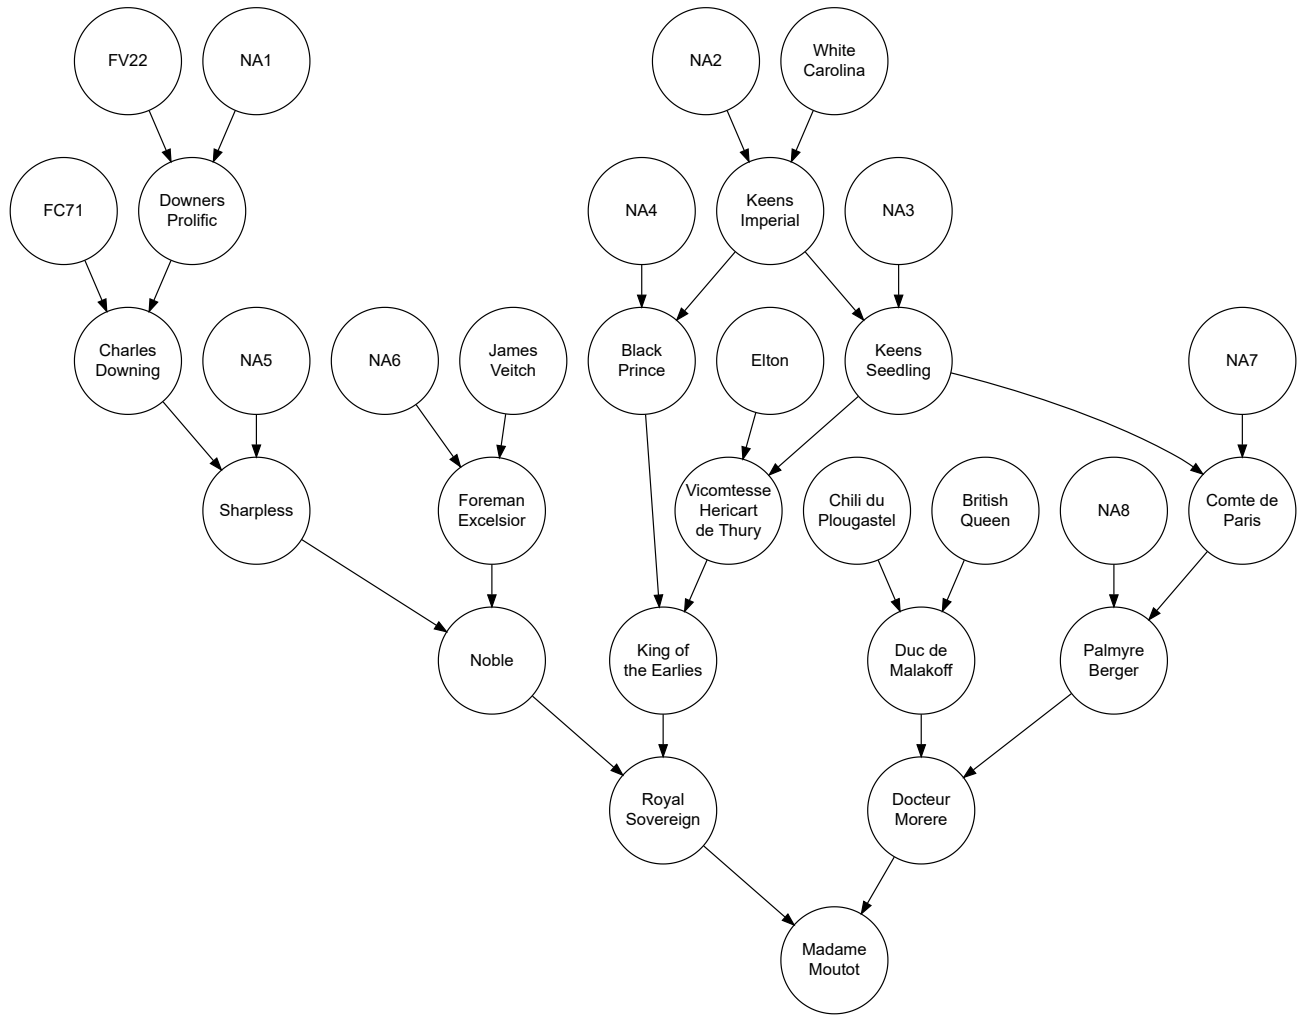 FV22
NA1
NA2
White
Carolina
FC71
Downers
Prolific
NA4
Keens
Imperial
NA3
Charles
Downing
NA5
NA6
James
Veitch
Black
Prince
Elton
Keens
Seedling
NA7
Sharpless
Foreman
Excelsior
Vicomtesse
Hericart
de Thury
Chili du
Plougastel
British
Queen
NA8
Comte de
Paris
Noble
King of
the Earlies
Duc de
Malakoff
Palmyre
Berger
Royal
Sovereign
Docteur
Morere
Madame
Moutot